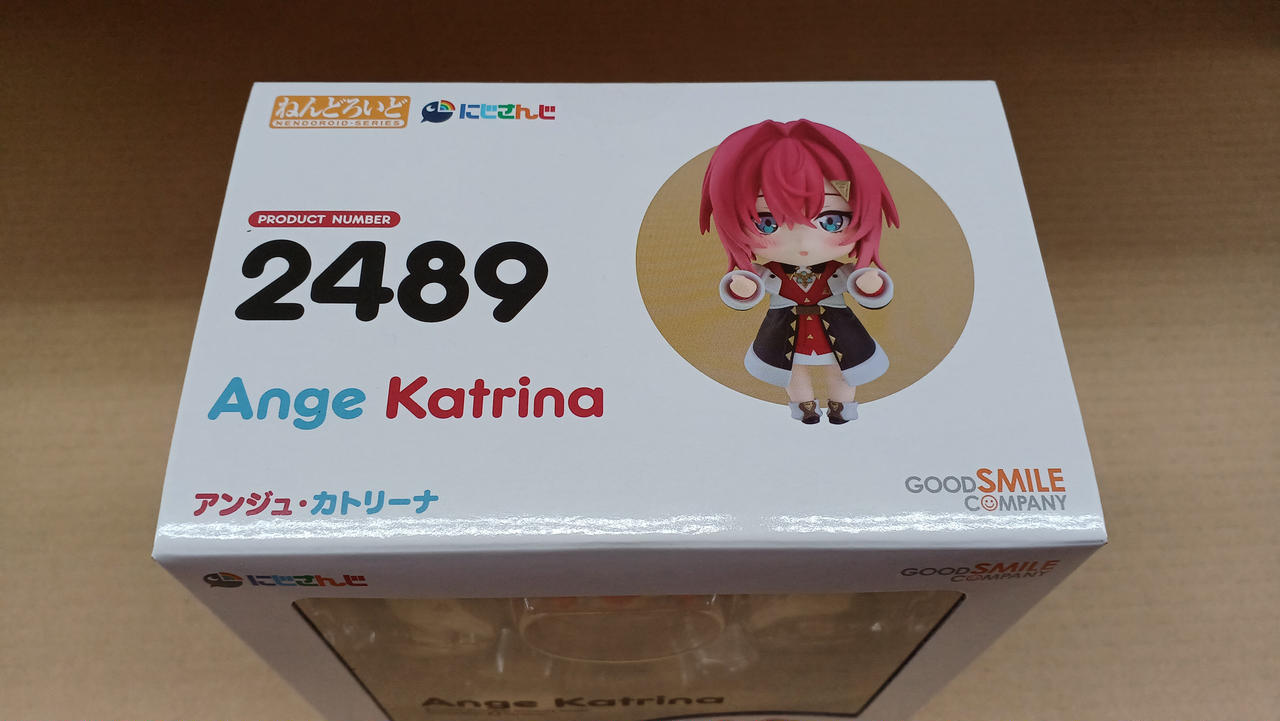 ねんどろいど
NENDOROID-SERIES
にじさんじ
PRODUCT NUMBER
2489
Ange Katrina
アンジュ・カトリーナ
GOOD SMILE
COMPANY
にじさんじ
GOOD SMILE
COMPANY
Ange Katrina